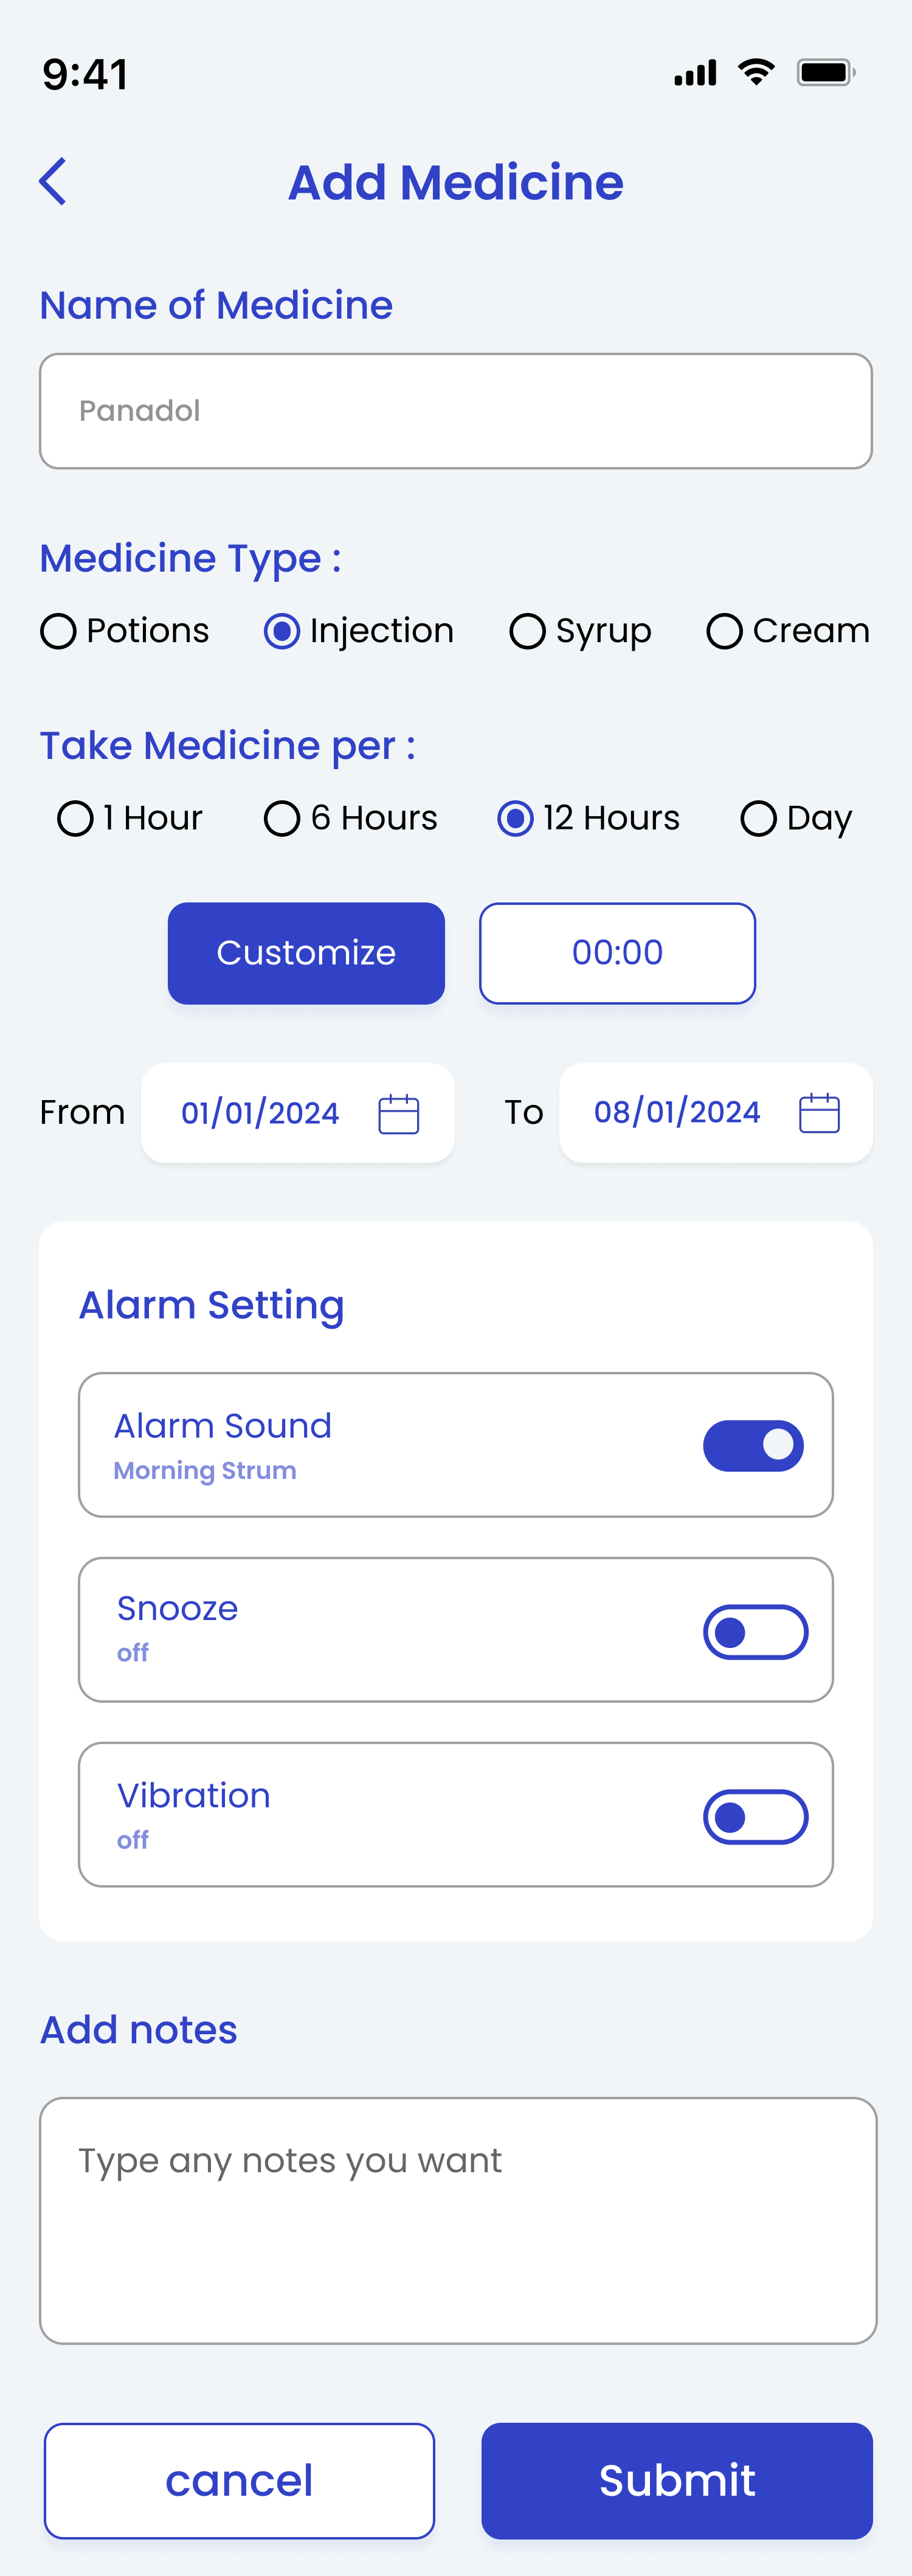 9:41
Add Medicine
Name of Medicine
Panadol
Medicine Type :
Potions Injection Syrup Cream
Take Medicine per :
1 Hour 6 Hours 12 Hours Day
Customize 00:00
From 01/01/2024 To 08/01/2024
Alarm Setting
Alarm Sound
Morning Strum
Snooze
off
Vibration
off
Add notes
Type any notes you want
cancel Submit